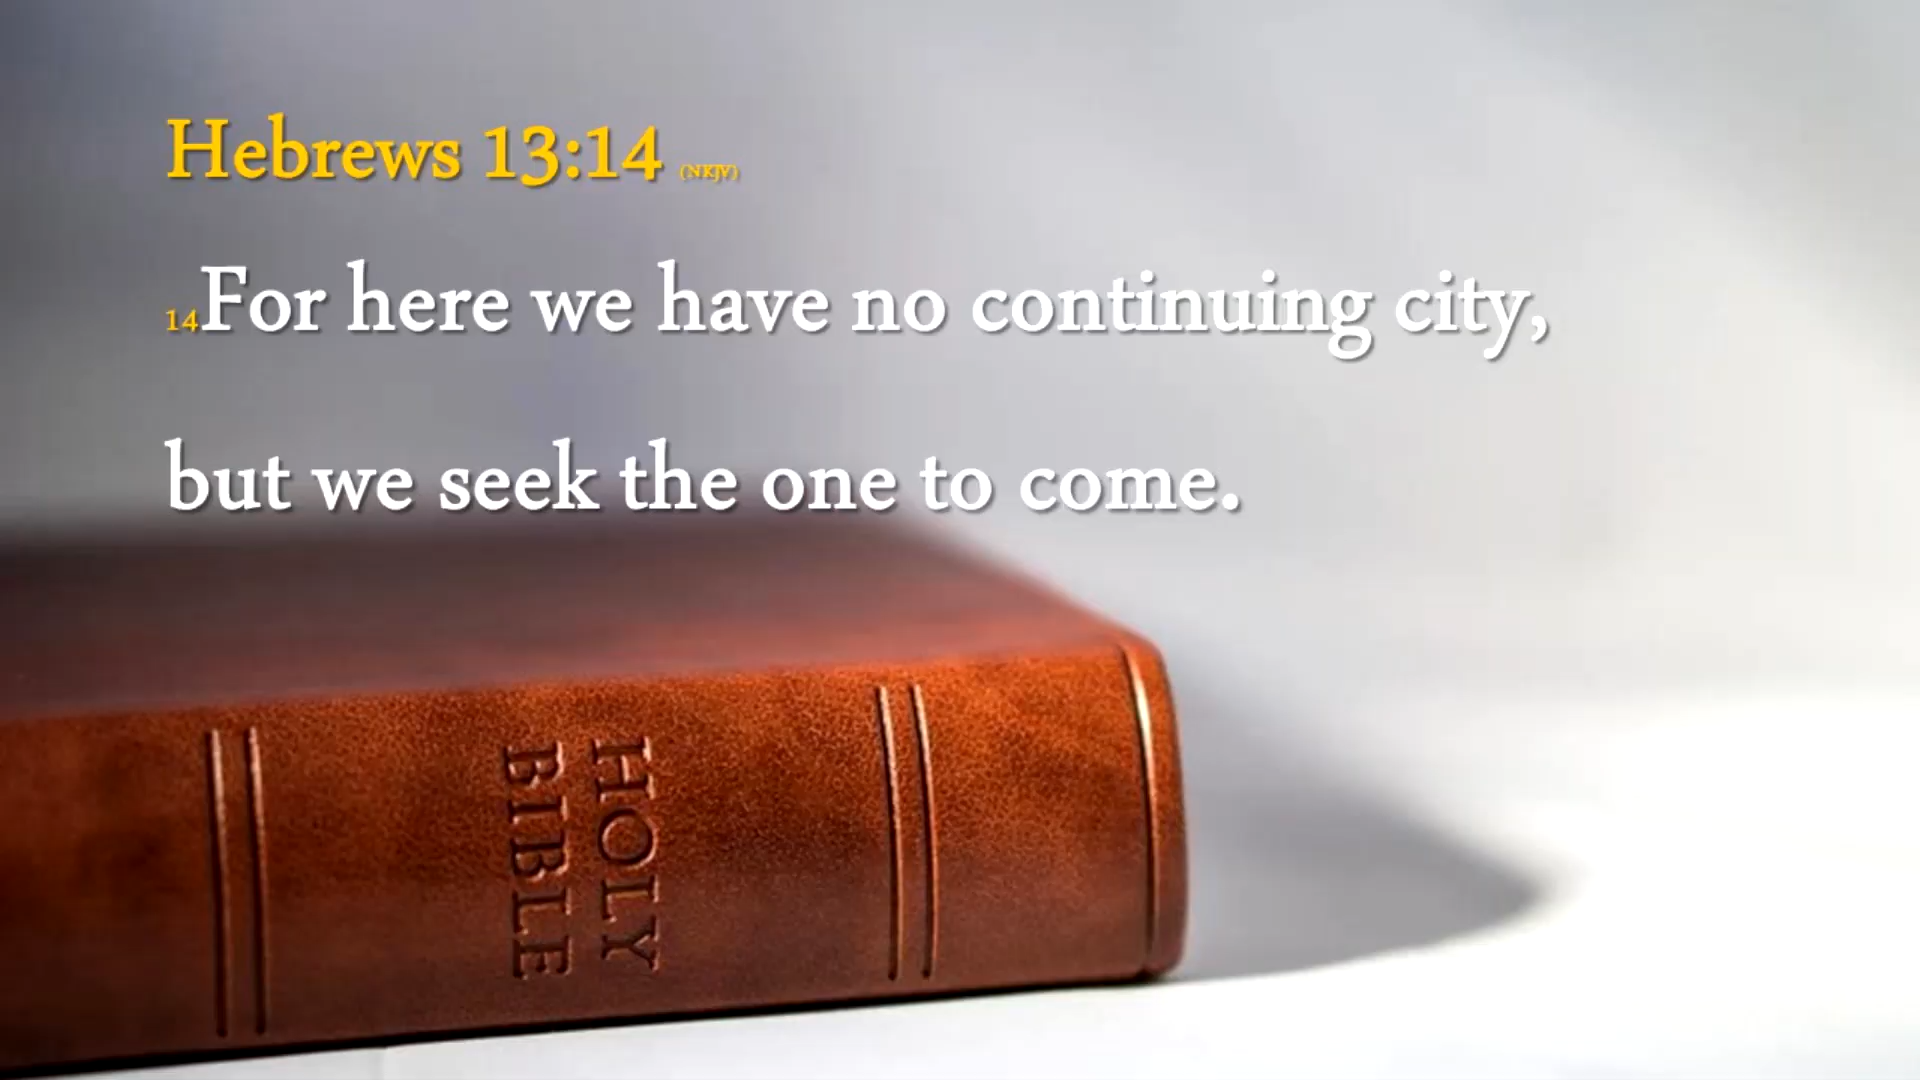 Hebrews 13:14 (NKJV)
14For here we have no continuing city,
but we seek the one to come.
HOLY
BIBLE